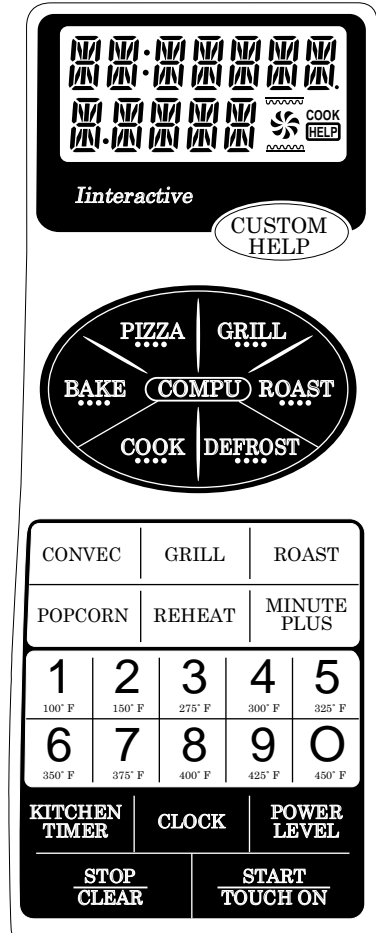 COOK
HELP
Iinteractive
CUSTOM
HELP
PIZZA GRILL
BAKE COMPU ROAST
COOK DEFROST
CONVEC GRILL ROAST
POPCORN REHEAT MINUTE PLUS
1 2 3 4 5
100° F 150° F 275° F 300° F 325° F
6 7 8 9 O
350° F 375° F 400° F 425° F 450° F
KITCHEN TIMER CLOCK POWER LEVEL
STOP CLEAR START TOUCH ON